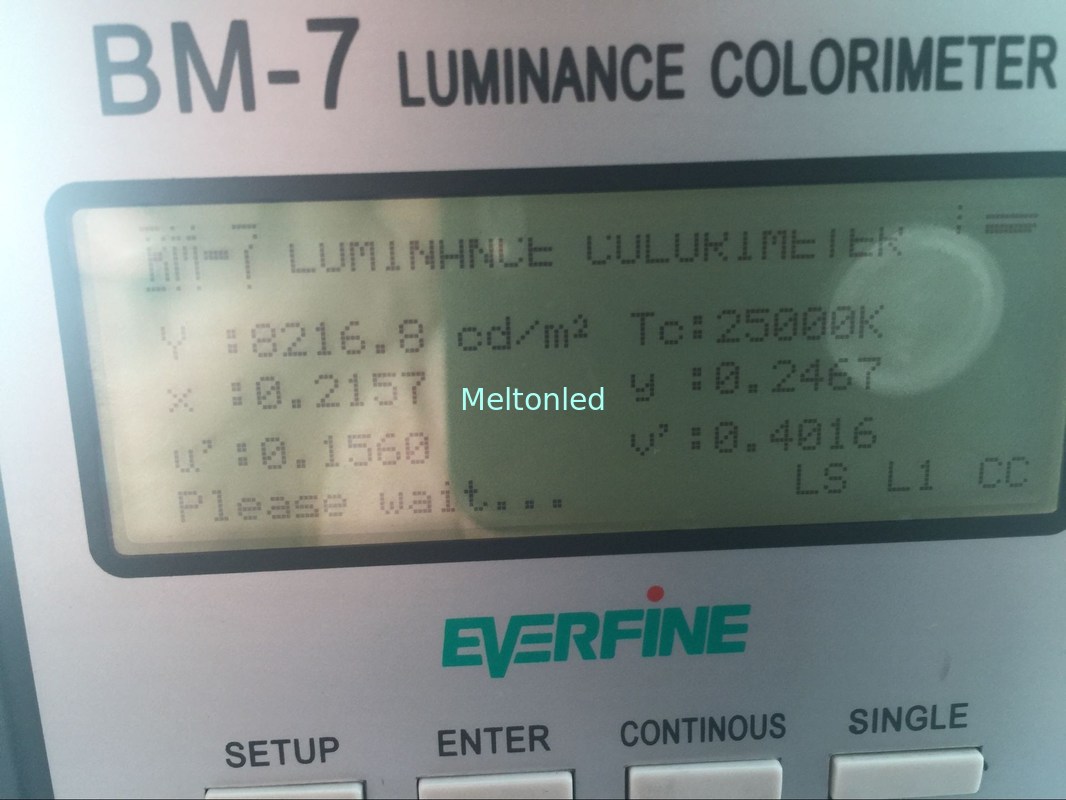 BM-7 LUMINANCE COLORIMETER
BM-7 LUMINANCE COLORIMETER
Y :8216.8 cd/m² Tc:25000K
x :0.2157 y :0.2467
u':0.1560 v':0.4016
LS L1 CC
Please wait...
Meltonled
EVERFINE
SETUP ENTER CONTINOUS SINGLE